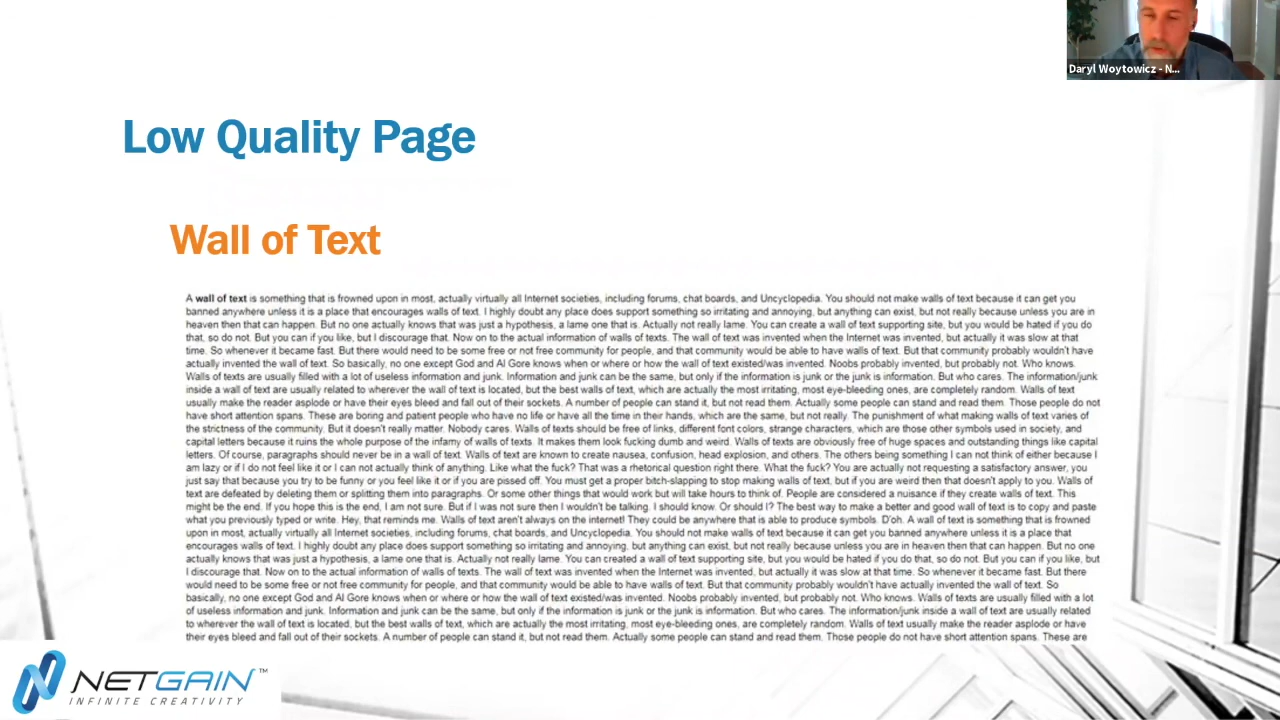 Daryl Woytowicz - N...
Low Quality Page
Wall of Text
A wall of text is something that is frowned upon in most, actually virtually all Internet societies, including forums, chat boards, and Uncyclopedia. You should not make walls of text because it can get you
banned anywhere unless it is a place that encourages walls of text. I highly doubt any place does support something so irritating and annoying, but anything can exist, but not really because unless you are in
heaven then that can happen. But no one actually knows that was just a hypothesis, a lame one that is. Actually not really lame. You can create a wall of text supporting site, but you would be hated if you do
that, so do not. But you can if you like, but I discourage that. Now on to the actual information of walls of texts. The wall of text was invented when the Internet was invented, but actually it was slow at that
time. So whenever it became fast. But there would need to be some free or not free community for people, and that community would be able to have walls of text. But that community probably wouldn't have
actually invented the wall of text. So basically, no one except God and Al Gore knows when or where or how the wall of text existed/was invented. Noobs probably invented, but probably not. Who knows.
Walls of texts are usually filled with a lot of useless information and junk. Information and junk can be the same, but only if the information is junk or the junk is information. But who cares. The information/junk
inside a wall of text are usually related to wherever the wall of text is located, but the best walls of text, which are actually the most irritating, most eye-bleeding ones, are completely random. Walls of text
usually make the reader asplode or have their eyes bleed and fall out of their sockets. A number of people can stand it, but not read them. Actually some people can stand and read them. Those people do not
have short attention spans. These are boring and patient people who have no life or have all the time in their hands, which are the same, but not really. The punishment of what making walls of text varies of
the strictness of the community. But it doesn't really matter. Nobody cares. Walls of texts should be free of links, different font colors, strange characters, which are those other symbols used in society, and
capital letters because it ruins the whole purpose of the infamy of walls of texts. It makes them look fucking dumb and weird. Walls of texts are obviously free of huge spaces and outstanding things like capital
letters. Of course, paragraphs should never be in a wall of text. Walls of text are known to create nausea, confusion, head explosion, and others. The others being something I can not think of either because I
am lazy or if I do not feel like it or I can not actually think of anything. Like what the fuck? That was a rhetorical question right there. What the fuck? You are actually not requesting a satisfactory answer, you
just say that because you try to be funny or you feel like it or if you are pissed off. You must get a proper bitch-slapping to stop making walls of text, but if you are weird then that doesn't apply to you. Walls of
text are defeated by deleting them or splitting them into paragraphs. Or some other things that would work but will take hours to think of. People are considered a nuisance if they create walls of text. This
might be the end. If you hope this is the end, I am not sure. But if I was not sure then I wouldn't be talking. I should know. Or should I? The best way to make a better and good wall of text is to copy and paste
what you previously typed or write. Hey, that reminds me. Walls of text aren't always on the internet! They could be anywhere that is able to produce symbols. D'oh. A wall of text is something that is frowned
upon in most, actually virtually all Internet societies, including forums, chat boards, and Uncyclopedia. You should not make walls of text because it can get you banned anywhere unless it is a place that
encourages walls of text. I highly doubt any place does support something so irritating and annoying, but anything can exist, but not really because unless you are in heaven then that can happen. But no one
actually knows that was just a hypothesis, a lame one that is. Actually not really lame. You can created a wall of text supporting site, but you would be hated if you do that, so do not. But you can if you like, but
I discourage that. Now on to the actual information of walls of texts. The wall of text was invented when the Internet was invented, but actually it was slow at that time. So whenever it became fast. But there
would need to be some free or not free community for people, and that community would be able to have walls of text. But that community probably wouldn't have actually invented the wall of text. So
basically, no one except God and Al Gore knows when or where or how the wall of text existed/was invented. Noobs probably invented, but probably not. Who knows. Walls of texts are usually filled with a lot
of useless information and junk. Information and junk can be the same, but only if the information is junk or the junk is information. But who cares. The information/junk inside a wall of text are usually related
to wherever the wall of text is located, but the best walls of text, which are actually the most irritating, most eye-bleeding ones, are completely random. Walls of text usually make the reader asplode or have
their eyes bleed and fall out of their sockets. A number of people can stand it, but not read them. Actually some people can stand and read them. Those people do not have short attention spans. These are
NETGAIN™
INFINITE CREATIVITY